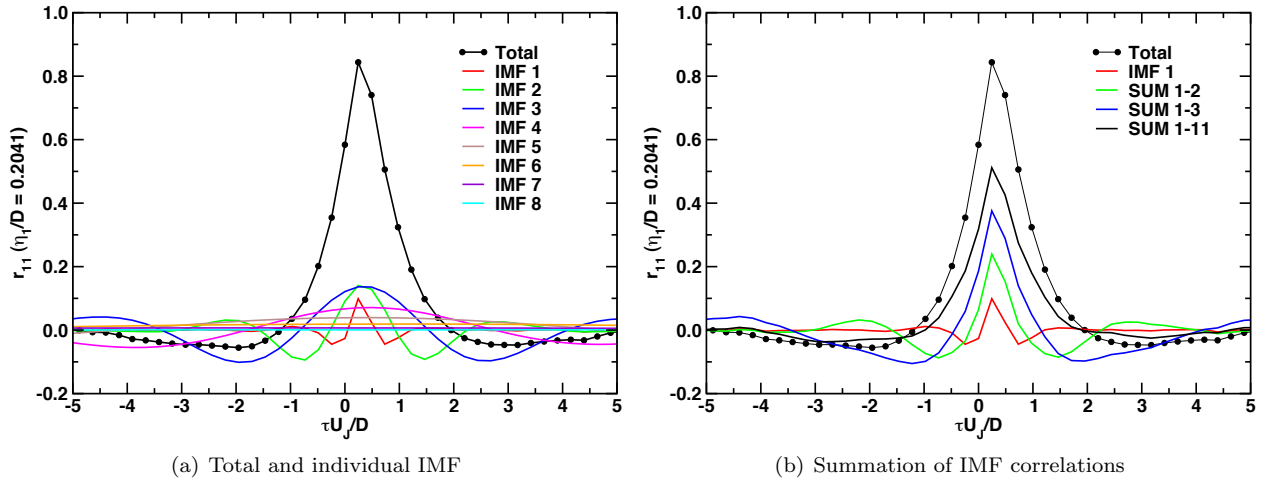 1.0
0.8
0.6
0.4
0.2
0.0
-0.2
r11 (η1/D = 0.2041)
Total
IMF 1
IMF 2
IMF 3
IMF 4
IMF 5
IMF 6
IMF 7
IMF 8
-5 -4 -3 -2 -1 0 1 2 3 4 5
τUJ/D
(a) Total and individual IMF
1.0
0.8
0.6
0.4
0.2
0.0
-0.2
r11 (η1/D = 0.2041)
Total
IMF 1
SUM 1-2
SUM 1-3
SUM 1-11
-5 -4 -3 -2 -1 0 1 2 3 4 5
τUJ/D
(b) Summation of IMF correlations